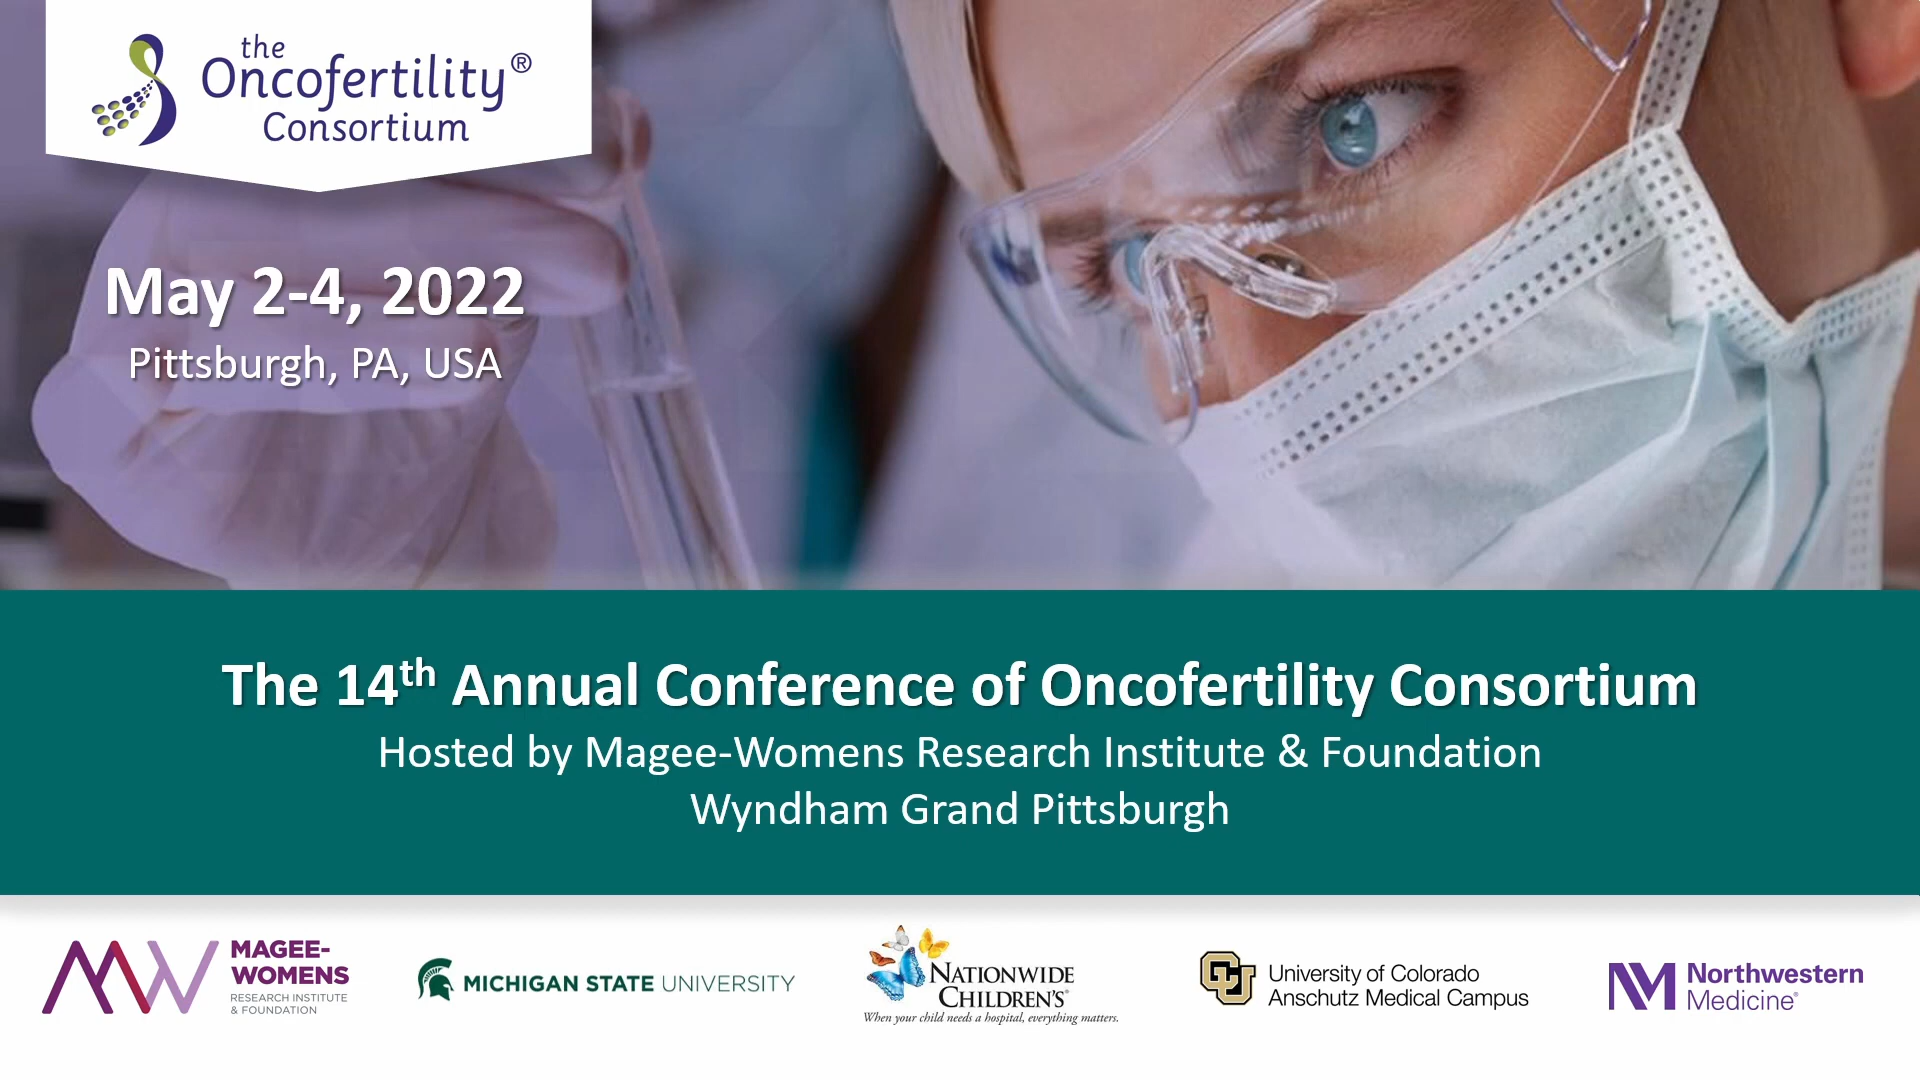 the
Oncofertility®
Consortium
May 2-4, 2022
Pittsburgh, PA, USA
The 14th Annual Conference of Oncofertility Consortium
Hosted by Magee-Womens Research Institute & Foundation
Wyndham Grand Pittsburgh
MAGEE-
WOMENS
RESEARCH INSTITUTE
& FOUNDATION
MICHIGAN STATE UNIVERSITY
NATIONWIDE
CHILDREN'S®
When your child needs a hospital, everything matters.
University of Colorado
Anschutz Medical Campus
Northwestern
Medicine®